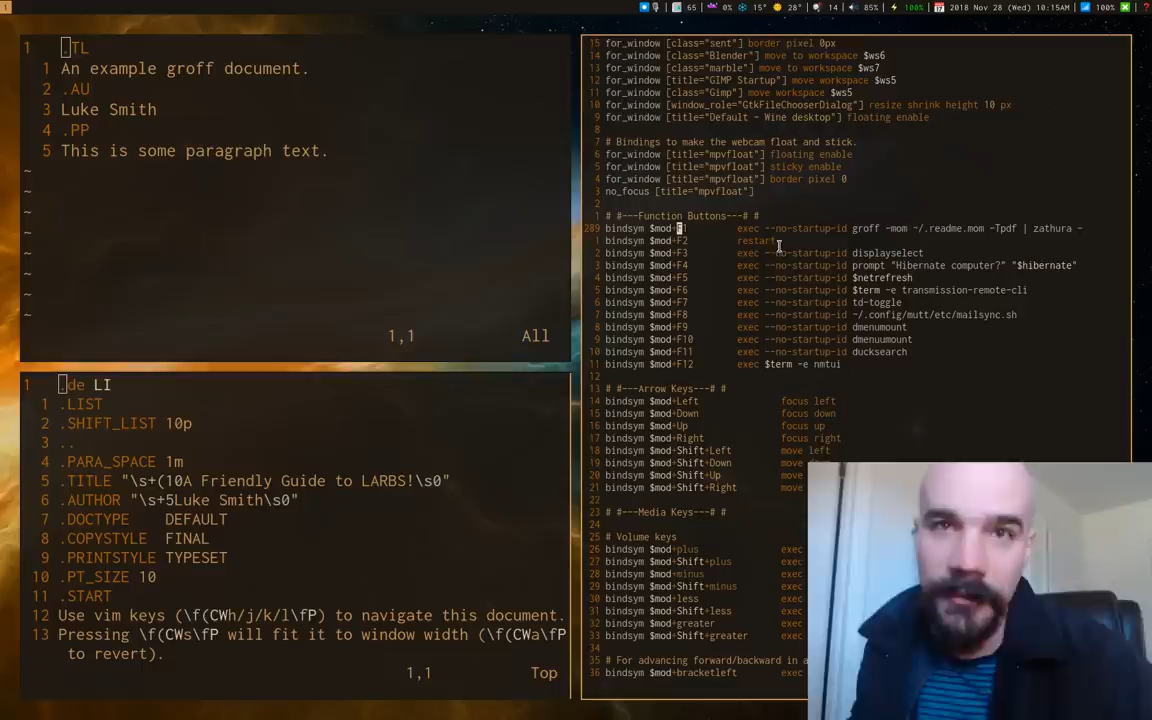 1
65
0%
15°
28°
14
85%
100%
2018 Nov 28 (Wed) 10:15AM
100%
1 .TL
1 An example groff document.
2 .AU
3 Luke Smith
4 .PP
5 This is some paragraph text.
~
~
~
~
~
~
~
~
1,1 All
1 .de LI
1 .LIST
2 .SHIFT_LIST 10p
3 ..
4 .PARA_SPACE 1m
5 .TITLE "\s+(10A Friendly Guide to LARBS!\s0"
6 .AUTHOR "\s+5Luke Smith\s0"
7 .DOCTYPE DEFAULT
8 .COPYSTYLE FINAL
9 .PRINTSTYLE TYPESET
10 .PT_SIZE 10
11 .START
12 Use vim keys (\f(CWh/j/k/l\fP) to navigate this document.
13 Pressing \f(CWs\fP will fit it to window width (\f(CWa\fP
to revert).
1,1 Top
15 for_window [class="sent"] border pixel 0px
14 for_window [class="Blender"] move to workspace $ws6
13 for_window [class="marble"] move to workspace $ws7
12 for_window [title="GIMP Startup"] move workspace $ws5
11 for_window [class="Gimp"] move workspace $ws5
10 for_window [window_role="GtkFileChooserDialog"] resize shrink height 10 px
9 for_window [title="Default - Wine desktop"] floating enable
8
7 # Bindings to make the webcam float and stick.
6 for_window [title="mpvfloat"] floating enable
5 for_window [title="mpvfloat"] sticky enable
4 for_window [title="mpvfloat"] border pixel 0
3 no_focus [title="mpvfloat"]
2
1 # #---Function Buttons---# #
289 bindsym $mod+F1 exec --no-startup-id groff -mom ~/.readme.mom -Tpdf | zathura -
1 bindsym $mod+F2 restart
2 bindsym $mod+F3 exec --no-startup-id displayselect
3 bindsym $mod+F4 exec --no-startup-id prompt "Hibernate computer?" "$hibernate"
4 bindsym $mod+F5 exec --no-startup-id $netrefresh
5 bindsym $mod+F6 exec --no-startup-id $term -e transmission-remote-cli
6 bindsym $mod+F7 exec --no-startup-id td-toggle
7 bindsym $mod+F8 exec --no-startup-id ~/.config/mutt/etc/mailsync.sh
8 bindsym $mod+F9 exec --no-startup-id dmenumount
9 bindsym $mod+F10 exec --no-startup-id dmenuumount
10 bindsym $mod+F11 exec --no-startup-id ducksearch
11 bindsym $mod+F12 exec $term -e nmtui
12
13 # #---Arrow Keys---# #
14 bindsym $mod+Left focus left
15 bindsym $mod+Down focus down
16 bindsym $mod+Up focus up
17 bindsym $mod+Right focus right
18 bindsym $mod+Shift+Left move left
19 bindsym $mod+Shift+Down move
20 bindsym $mod+Shift+Up move
21 bindsym $mod+Shift+Right move
22
23 # #---Media Keys---# #
24
25 # Volume keys
26 bindsym $mod+plus exec
27 bindsym $mod+Shift+plus exec
28 bindsym $mod+minus exec
29 bindsym $mod+Shift+minus exec
30 bindsym $mod+less exec
31 bindsym $mod+Shift+less exec
32 bindsym $mod+greater exec
33 bindsym $mod+Shift+greater exec
34
35 # For advancing forward/backward in a
36 bindsym $mod+bracketleft exec